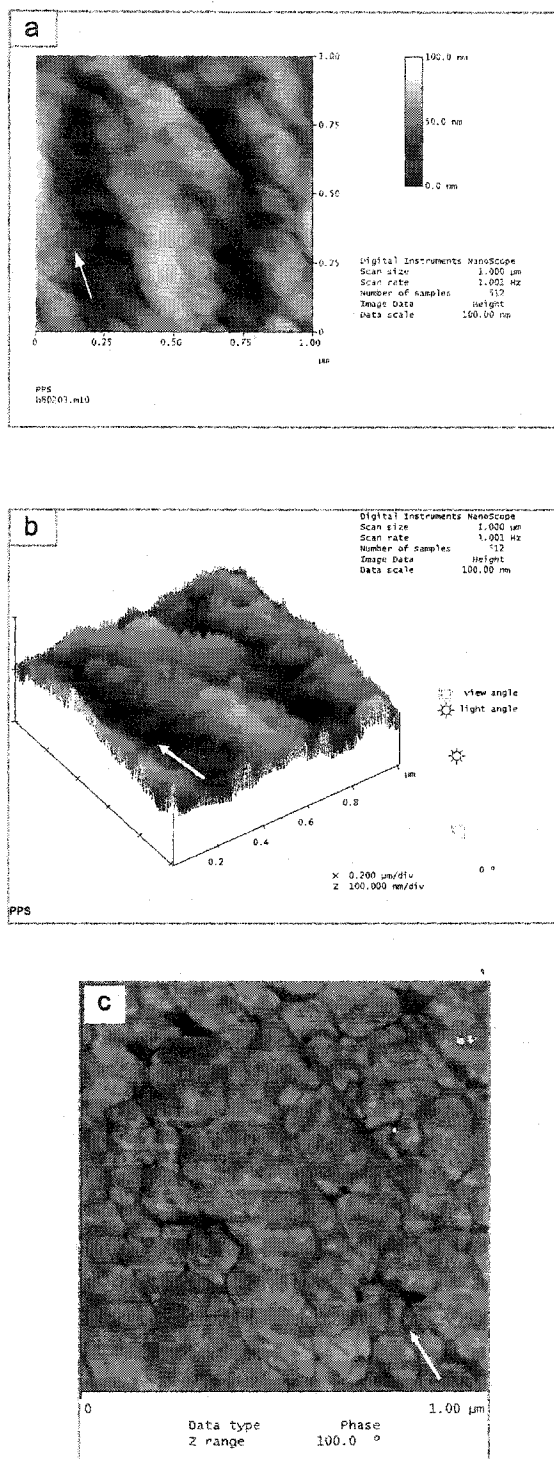 a
1.00
0.75
0.50
0.25
0
0 0.25 0.50 0.75 1.00
µm
100.0 nm
50.0 nm
0.0 nm
Digital Instruments NanoScope
Scan size 1.000 µm
Scan rate 1.001 Hz
Number of samples 512
Image Data Height
Data scale 100.00 nm
PPS
b
Digital Instruments NanoScope
Scan size 1.000 µm
Scan rate 1.001 Hz
Number of samples 512
Image Data Height
Data scale 100.00 nm
view angle
light angle
µm
0.8
0.6
0.4
0.2
X 0.200 µm/div
Z 100.000 nm/div
0 °
PPS
c
0 1.00 µm
Data type Phase
Z range 100.0 °